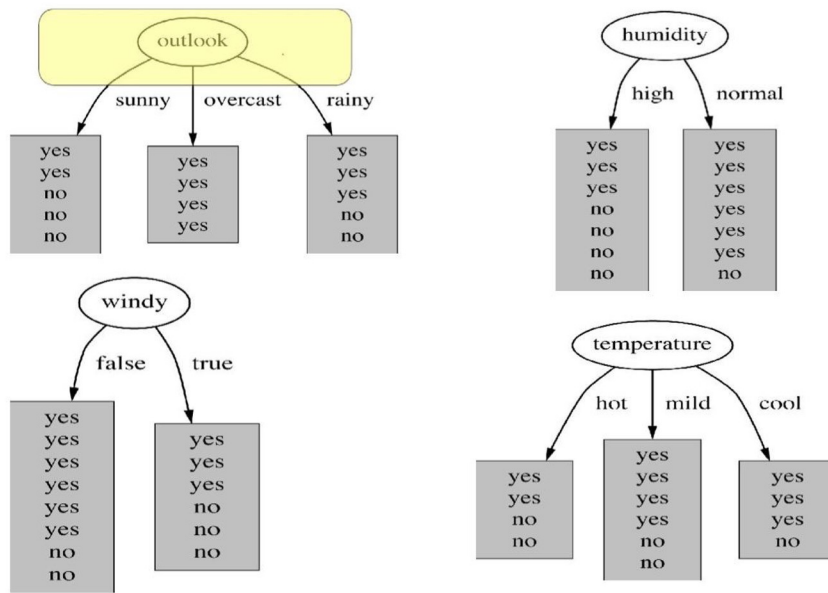 outlook
sunny overcast rainy
yes
yes
no
no
no
yes
yes
yes
yes
yes
yes
yes
no
no
humidity
high normal
yes
yes
yes
no
no
no
no
yes
yes
yes
yes
yes
yes
no
windy
false true
yes
yes
yes
yes
yes
yes
no
no
yes
yes
yes
no
no
no
temperature
hot mild cool
yes
yes
no
no
yes
yes
yes
yes
no
no
yes
yes
yes
no